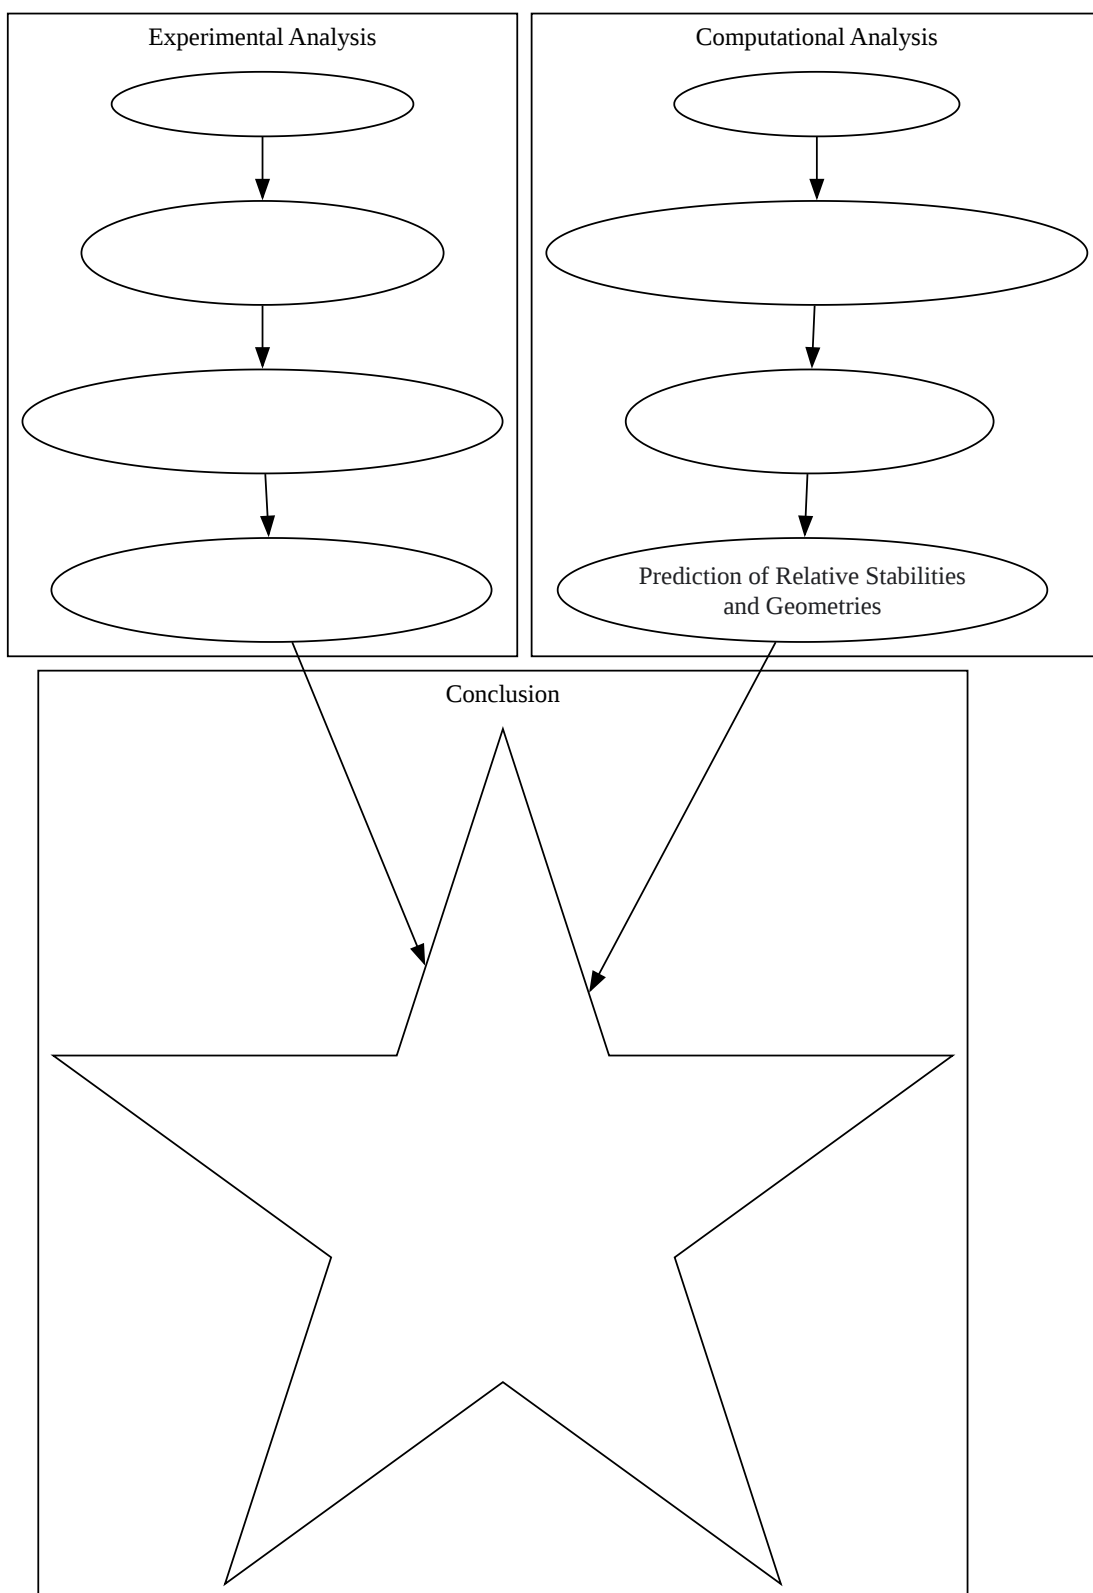 Experimental Analysis
Computational Analysis
Prediction of Relative Stabilities
and Geometries
Conclusion